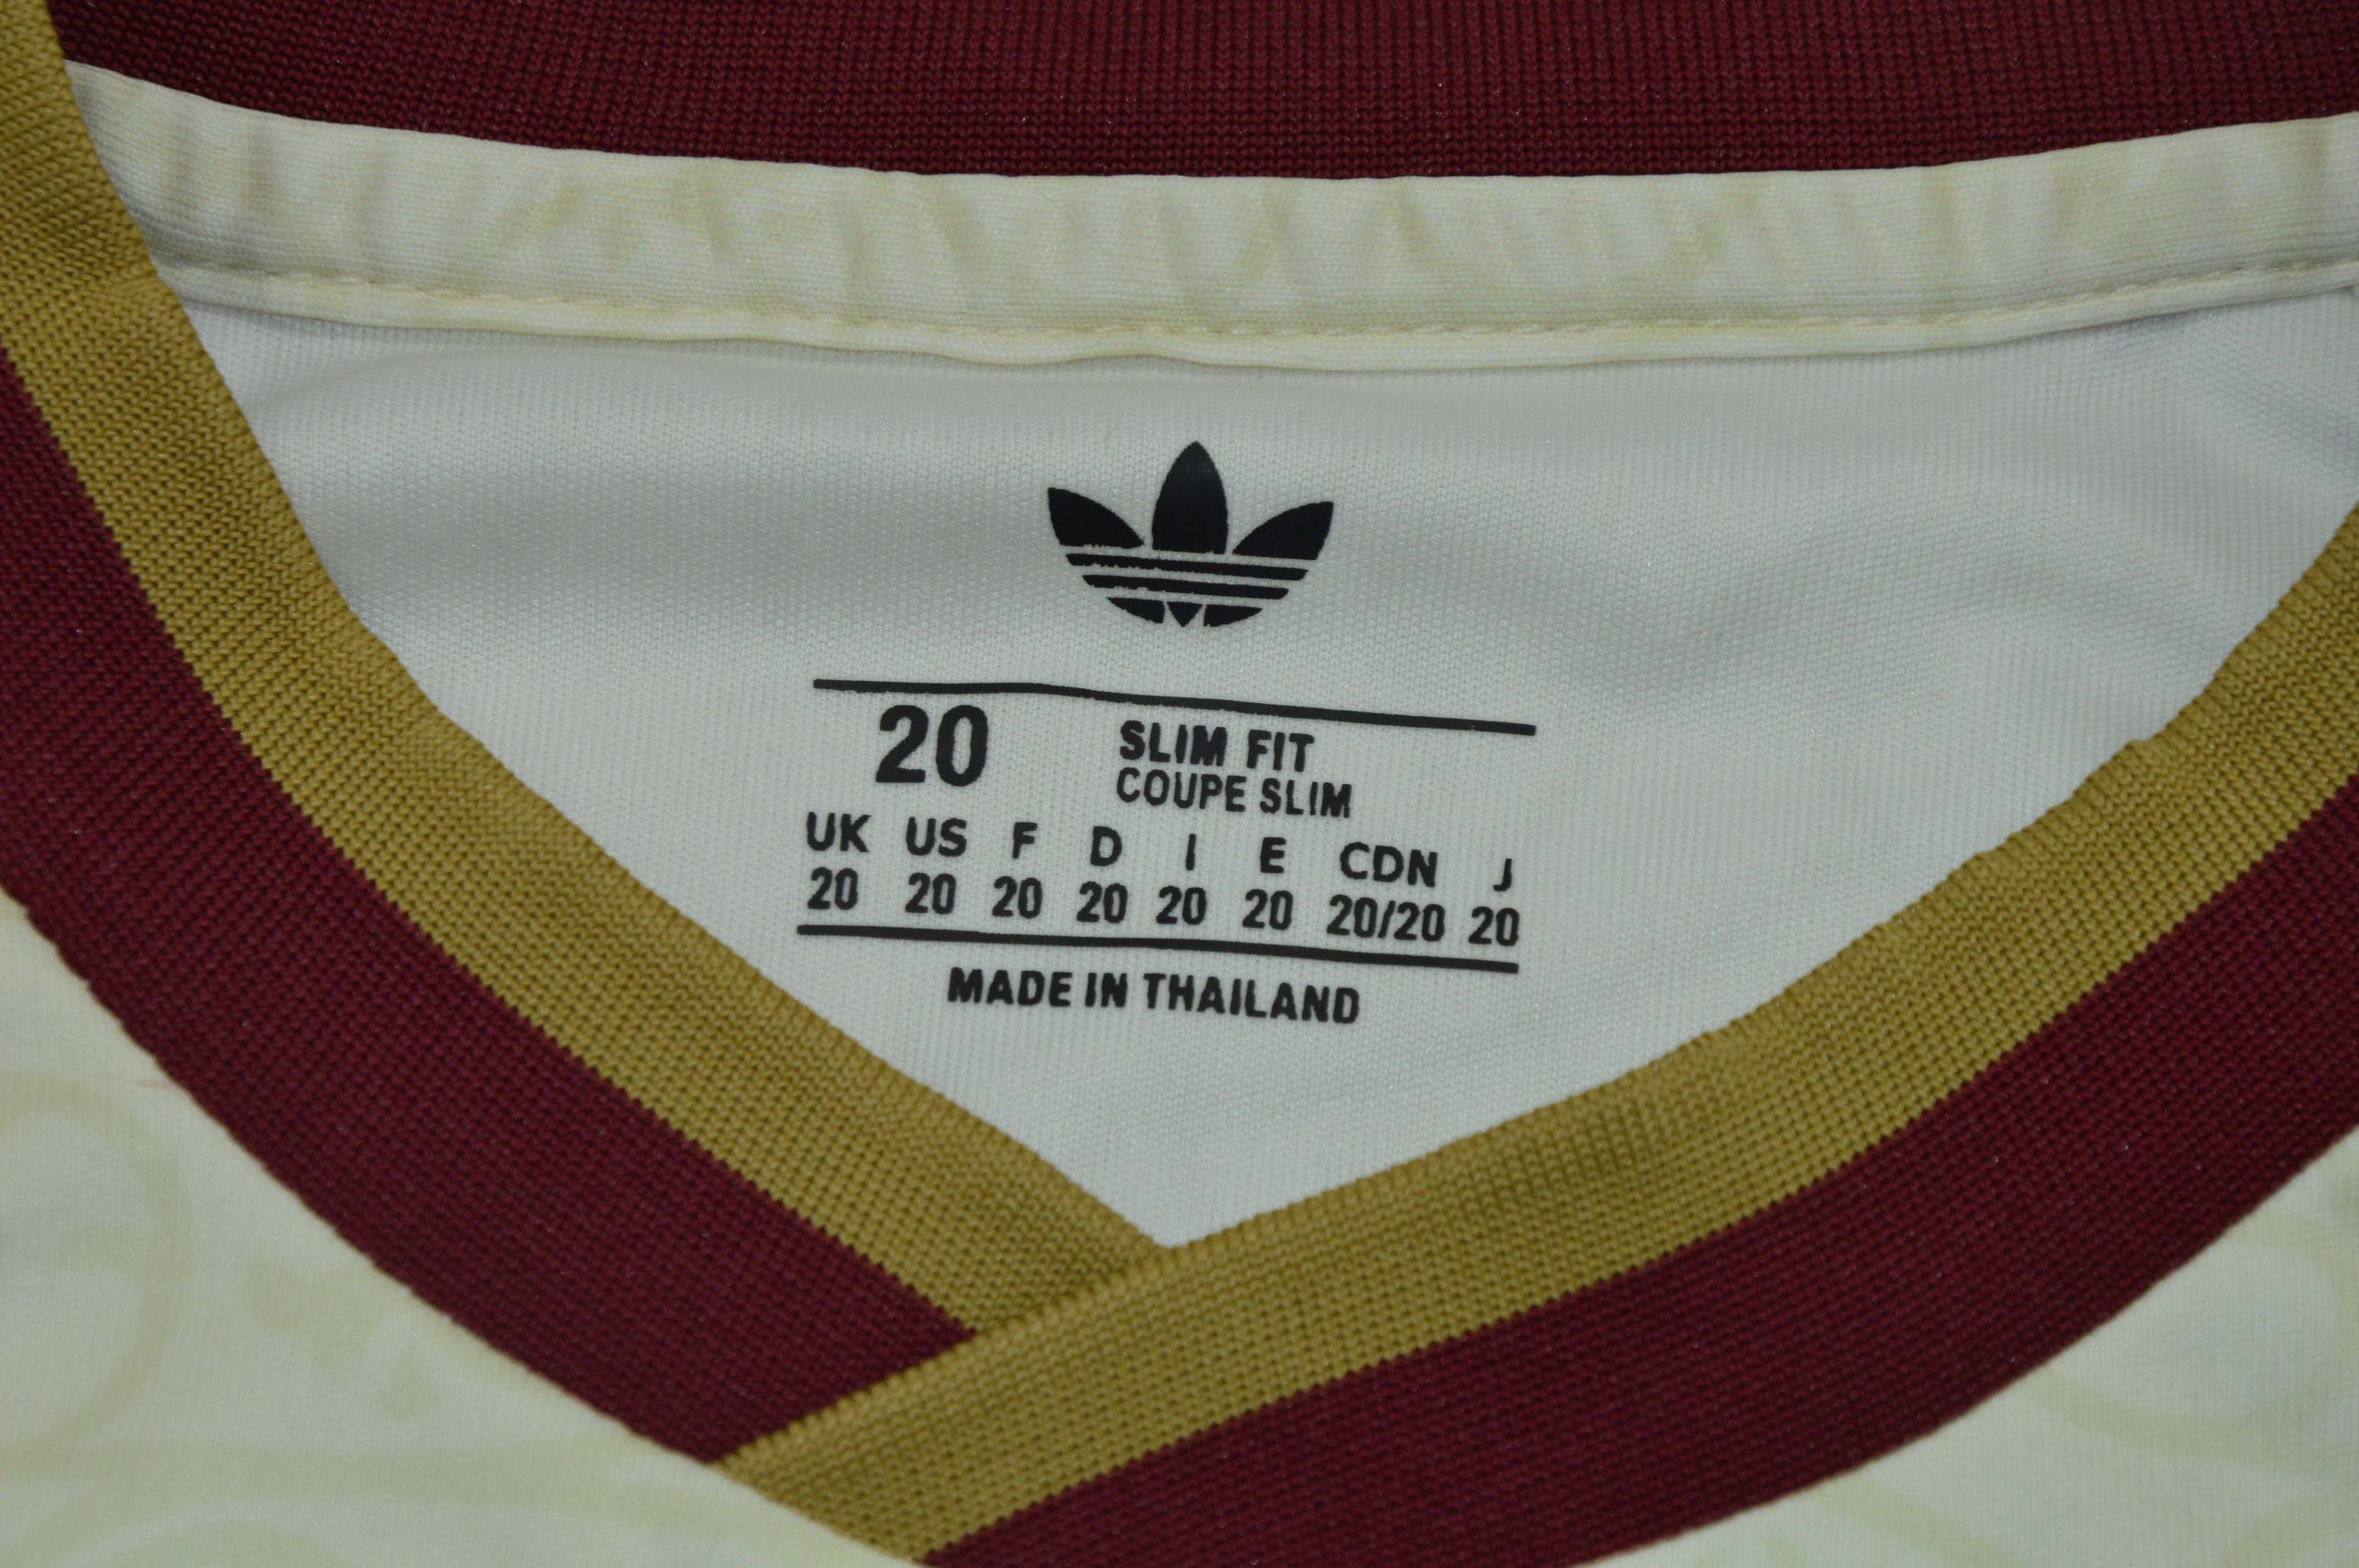 20 SLIM FIT
COUPE SLIM
UK US F D I E CDN J
20 20 20 20 20 20 20/20 20
MADE IN THAILAND